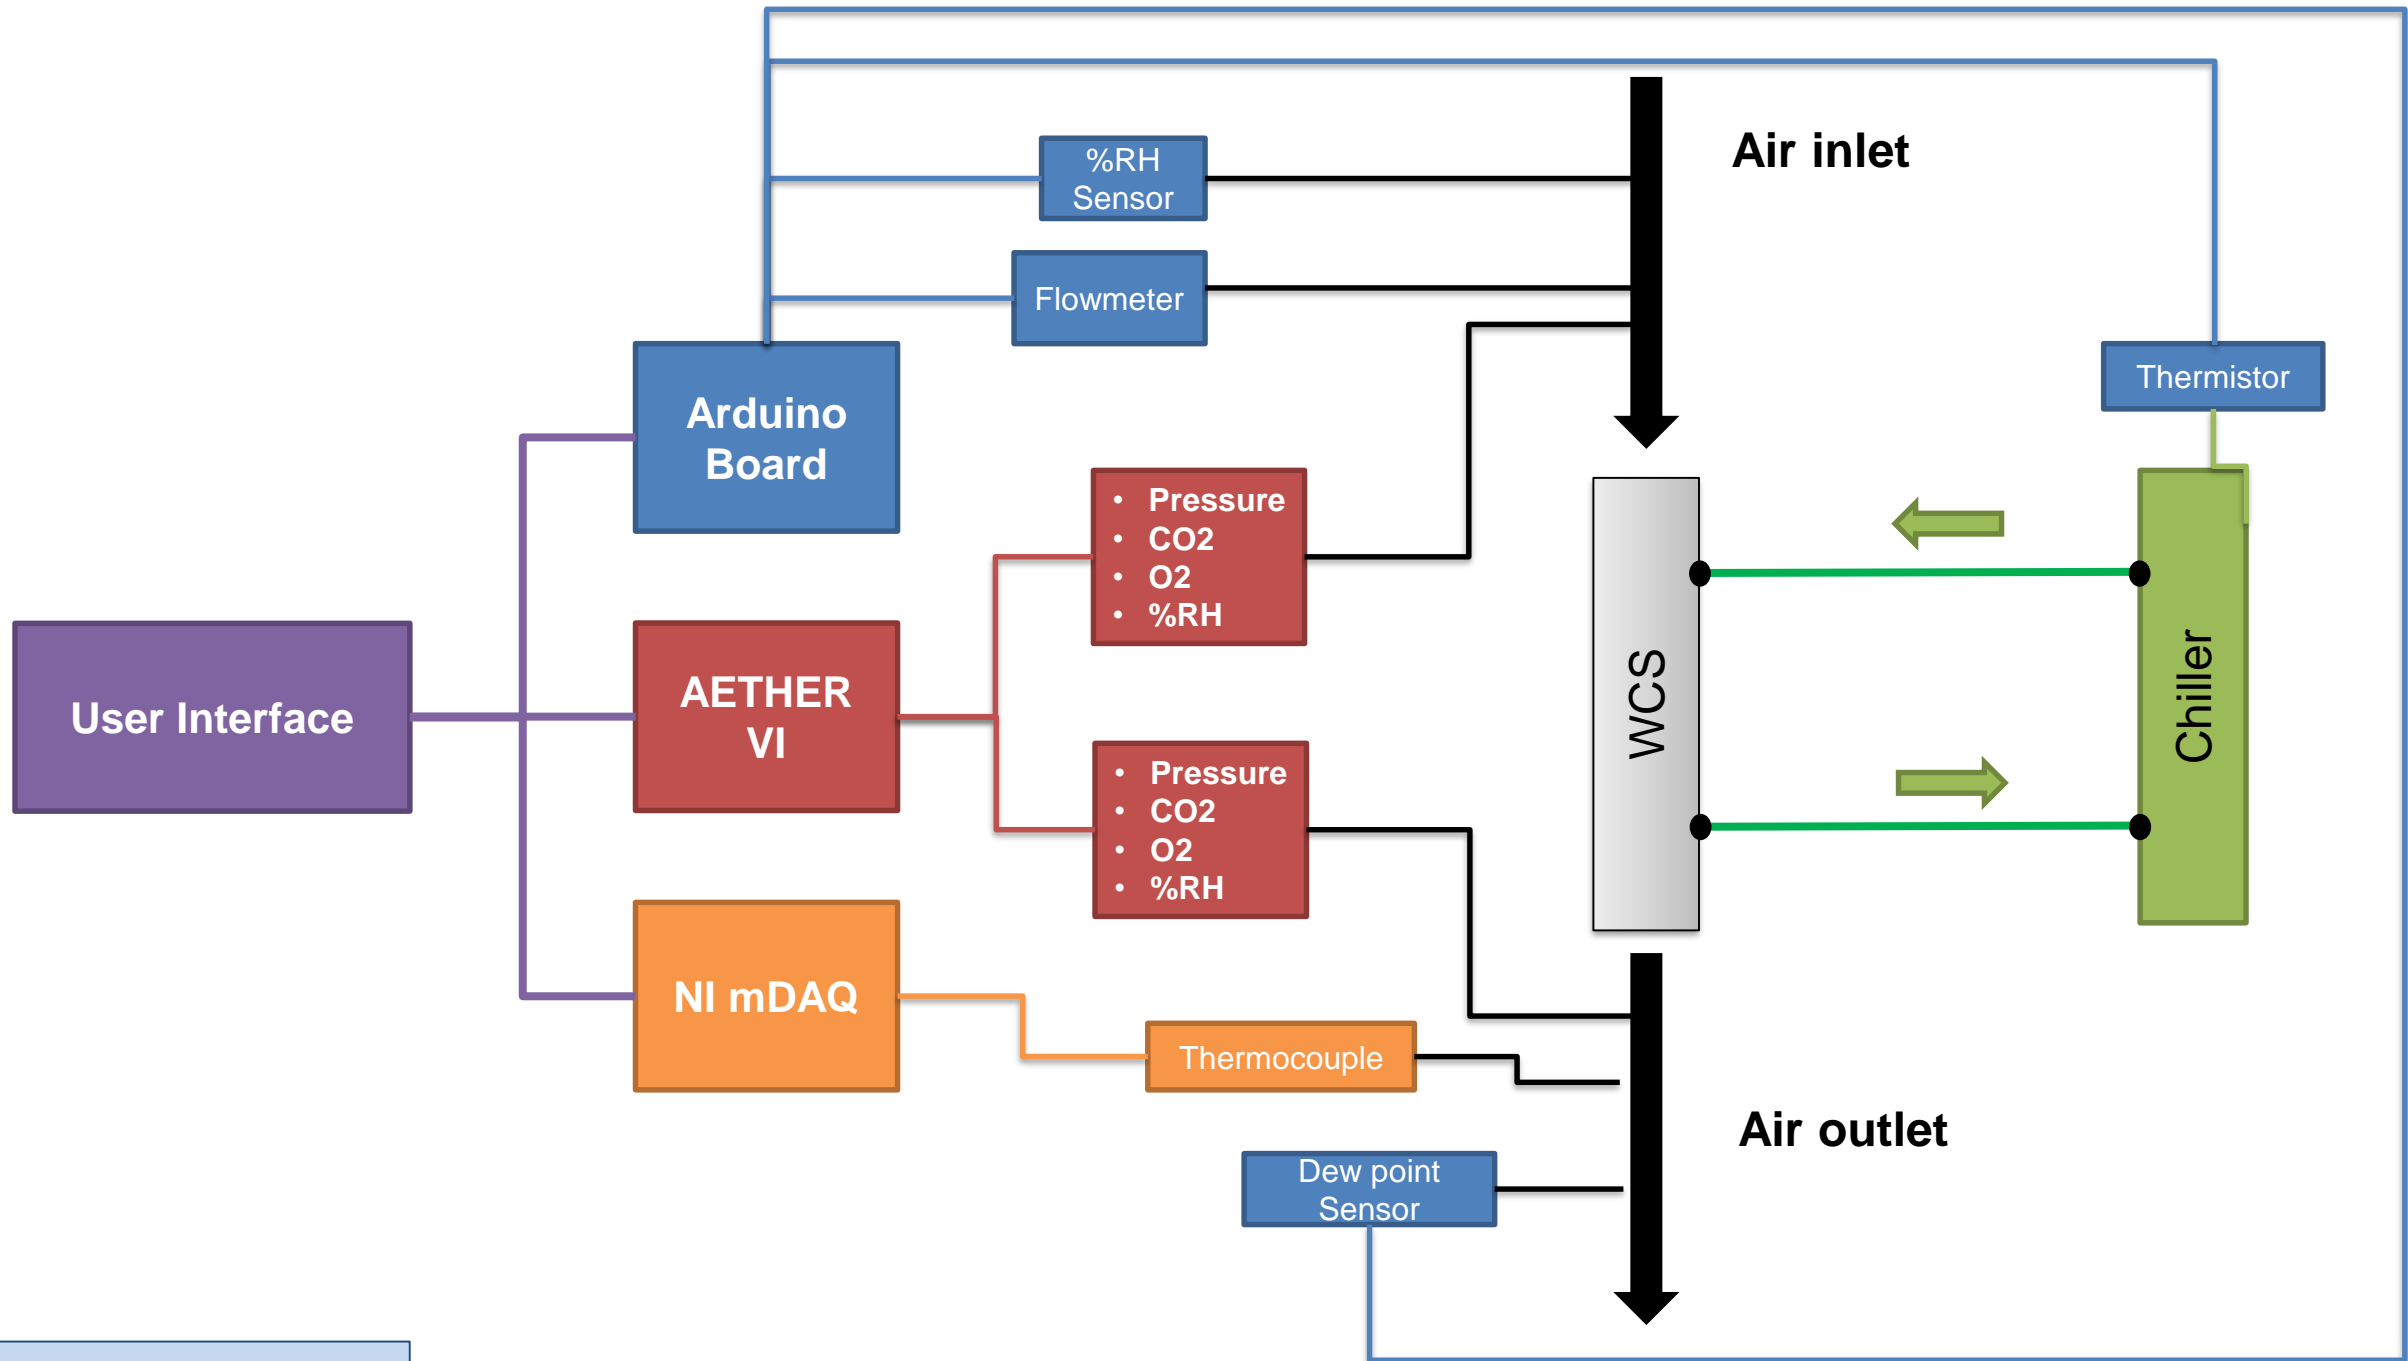 Air inlet
%RH
Sensor
Flowmeter
Thermistor
Arduino
Board
• Pressure
• CO2
• O2
• %RH
User Interface
AETHER
VI
WCS
Chiller
• Pressure
• CO2
• O2
• %RH
NI mDAQ
Thermocouple
Air outlet
Dew point
Sensor